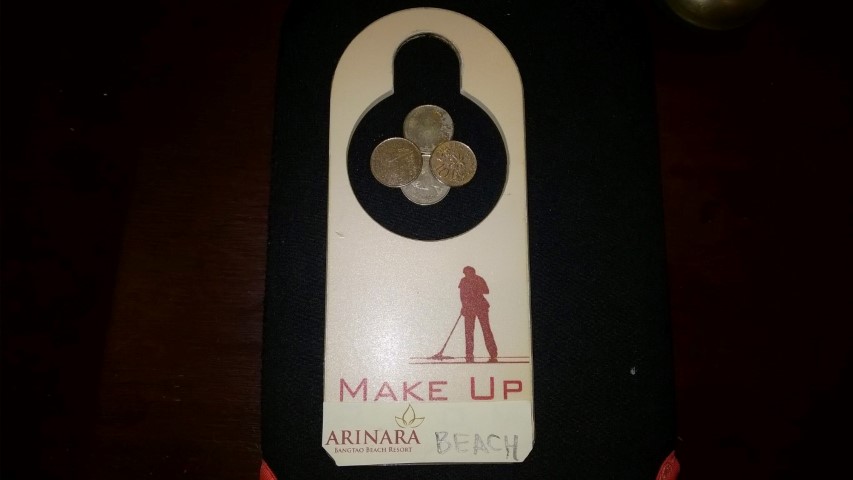 MAKE UP
ARINARA
BANGTAO BEACH RESORT
BEACH